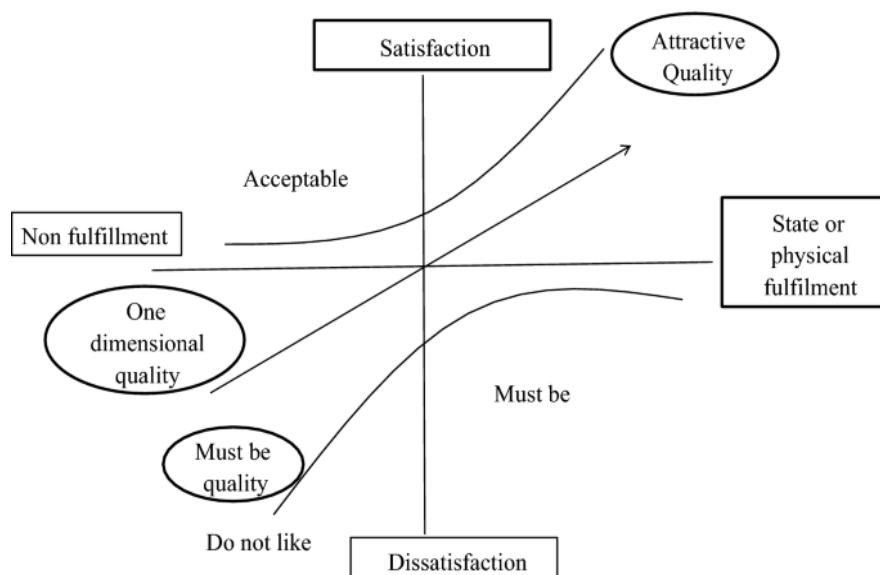 Satisfaction
Attractive
Quality
Acceptable
Non fulfillment
State or
physical
fulfilment
One
dimensional
quality
Must be
Must be
quality
Do not like
Dissatisfaction